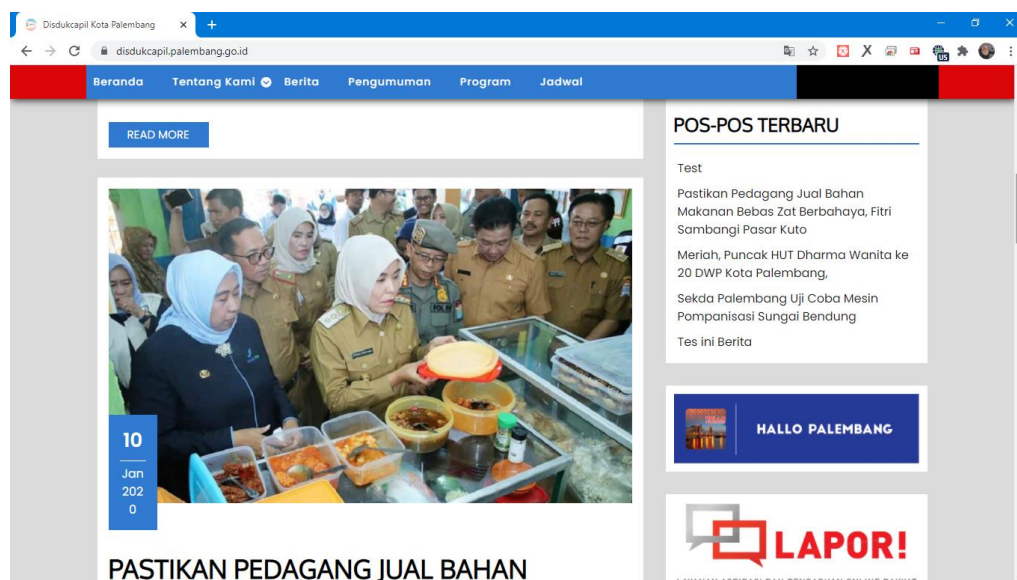 Disdukcapil Kota Palembang
disdukcapil.palembang.go.id
US
Beranda Tentang Kami Berita Pengumuman Program Jadwal
READ MORE
10
Jan
202
0
PASTIKAN PEDAGANG JUAL BAHAN
POS-POS TERBARU
Test
Pastikan Pedagang Jual Bahan
Makanan Bebas Zat Berbahaya, Fitri
Sambangi Pasar Kuto
Meriah, Puncak HUT Dharma Wanita ke
20 DWP Kota Palembang,
Sekda Palembang Uji Coba Mesin
Pompanisasi Sungai Bendung
Tes ini Berita
HALLO PALEMBANG
LAPOR!